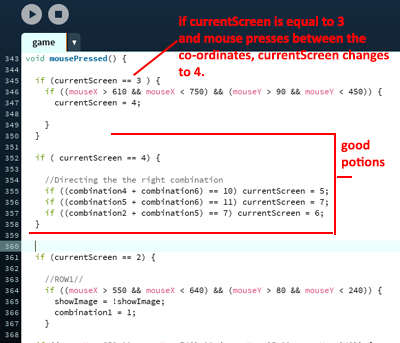 if currentScreen is equal to 3
and mouse presses between the
co-ordinates, currentScreen changes
to 4.
game
343 void mousePressed() {
344
345 if (currentScreen == 3 ) {
346 if ((mouseX > 610 && mouseX < 750) && (mouseY > 90 && mouseY < 450)) {
347 currentScreen = 4;
348
349 }
350 }
351
352 if ( currentScreen == 4) {
353
354 //Directing the the right combination
355 if ((combination4 + combination6) == 10) currentScreen = 5;
356 if ((combination5 + combination6) == 11) currentScreen = 7;
357 if ((combination2 + combination5) == 7) currentScreen = 6;
358 }
359
good
potions
360
361 if (currentScreen == 2) {
362
363 //ROW1//
364 if ((mouseX > 550 && mouseX < 640) && (mouseY > 80 && mouseY < 240)) {
365 showImage = !showImage;
366 combination1 = 1;
367 }
368